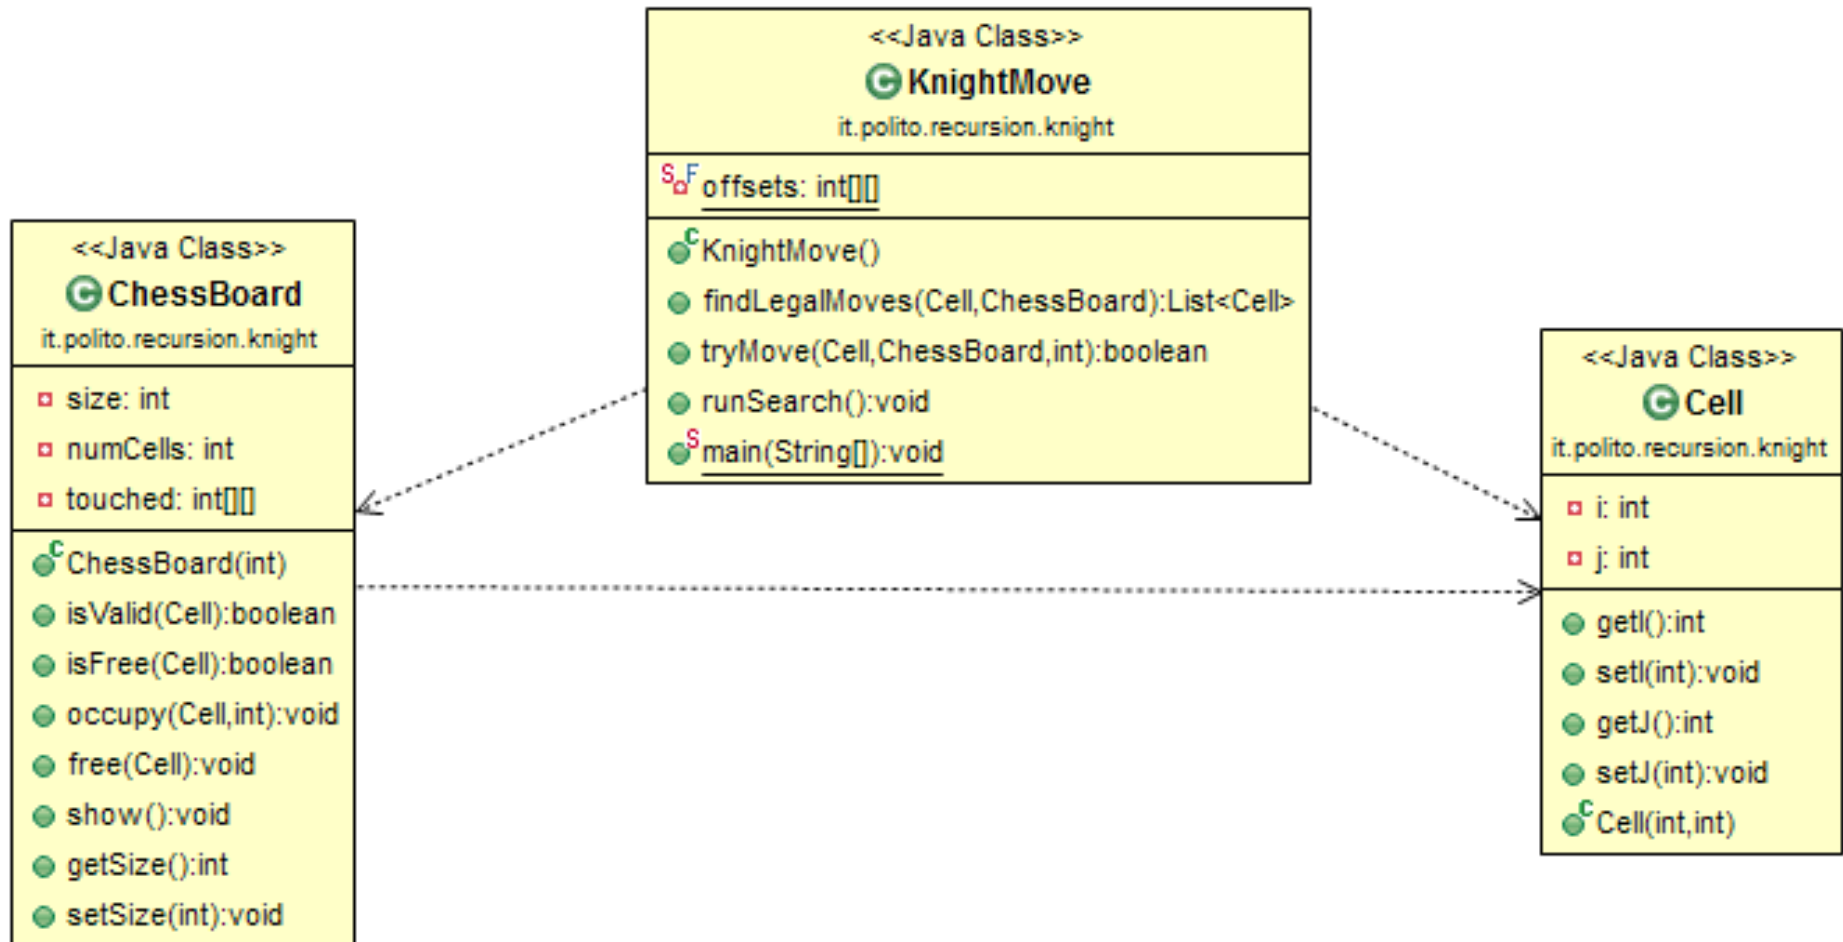 <<Java Class>>
KnightMove
it.polito.recursion.knight
offsets: int[][]
KnightMove()
findLegalMoves(Cell,ChessBoard):List<Cell>
tryMove(Cell,ChessBoard,int):boolean
runSearch():void
main(String[]):void
<<Java Class>>
ChessBoard
it.polito.recursion.knight
size: int
numCells: int
touched: int[][]
ChessBoard(int)
isValid(Cell):boolean
isFree(Cell):boolean
occupy(Cell,int):void
free(Cell):void
show():void
getSize():int
setSize(int):void
<<Java Class>>
Cell
it.polito.recursion.knight
i: int
j: int
getI():int
setI(int):void
getJ():int
setJ(int):void
Cell(int,int)